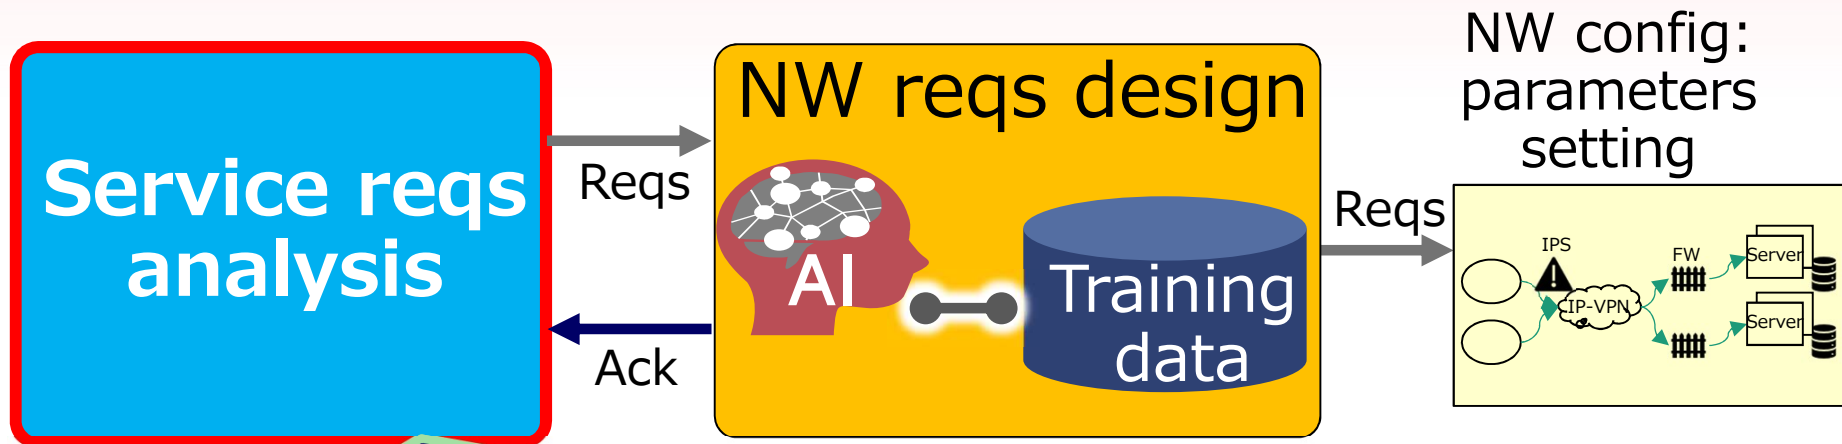 Service reqs
analysis
Reqs
Ack
NW reqs design
AI
Training
data
Reqs
NW config:
parameters
setting
IPS
IP-VPN
FW
Server
Server